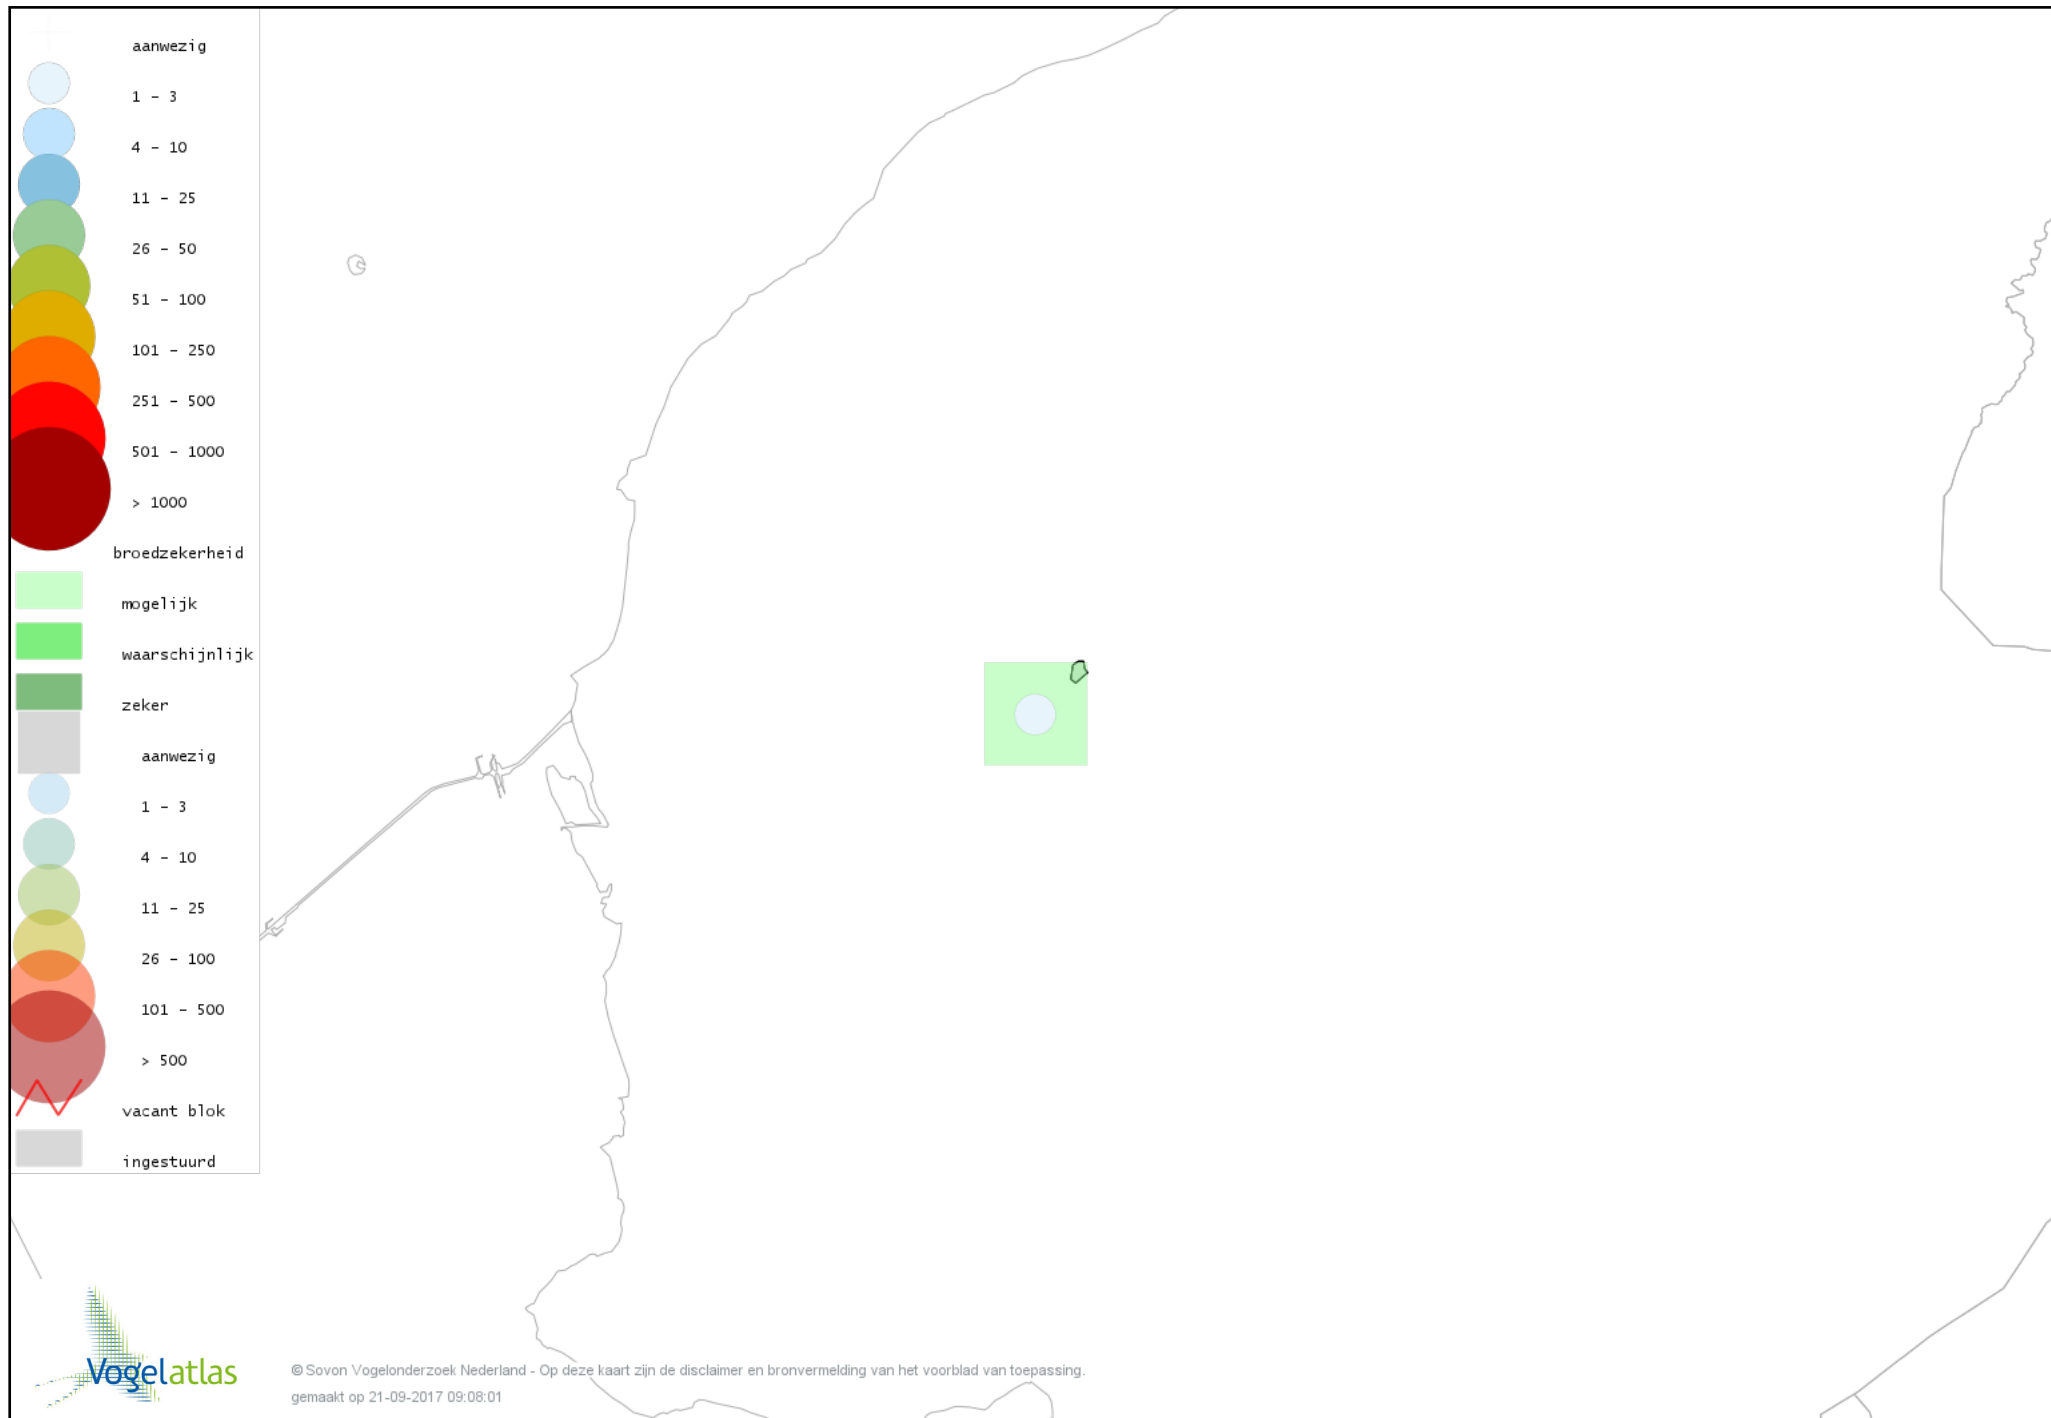 aanwezig
1 - 3
4 - 10
11 - 25
26 - 50
51 - 100
101 - 250
251 - 500
501 - 1000
> 1000
broedzekerheid
mogelijk
waarschijnlijk
zeker
aanwezig
1 - 3
4 - 10
11 - 25
26 - 100
101 - 500
> 500
vacant blok
ingestuurd
Vogelatlas
© Sovon Vogelonderzoek Nederland - Op deze kaart zijn de disclaimer en bronvermelding van het voorblad van toepassing.
gemaakt op 21-09-2017 09:08:01